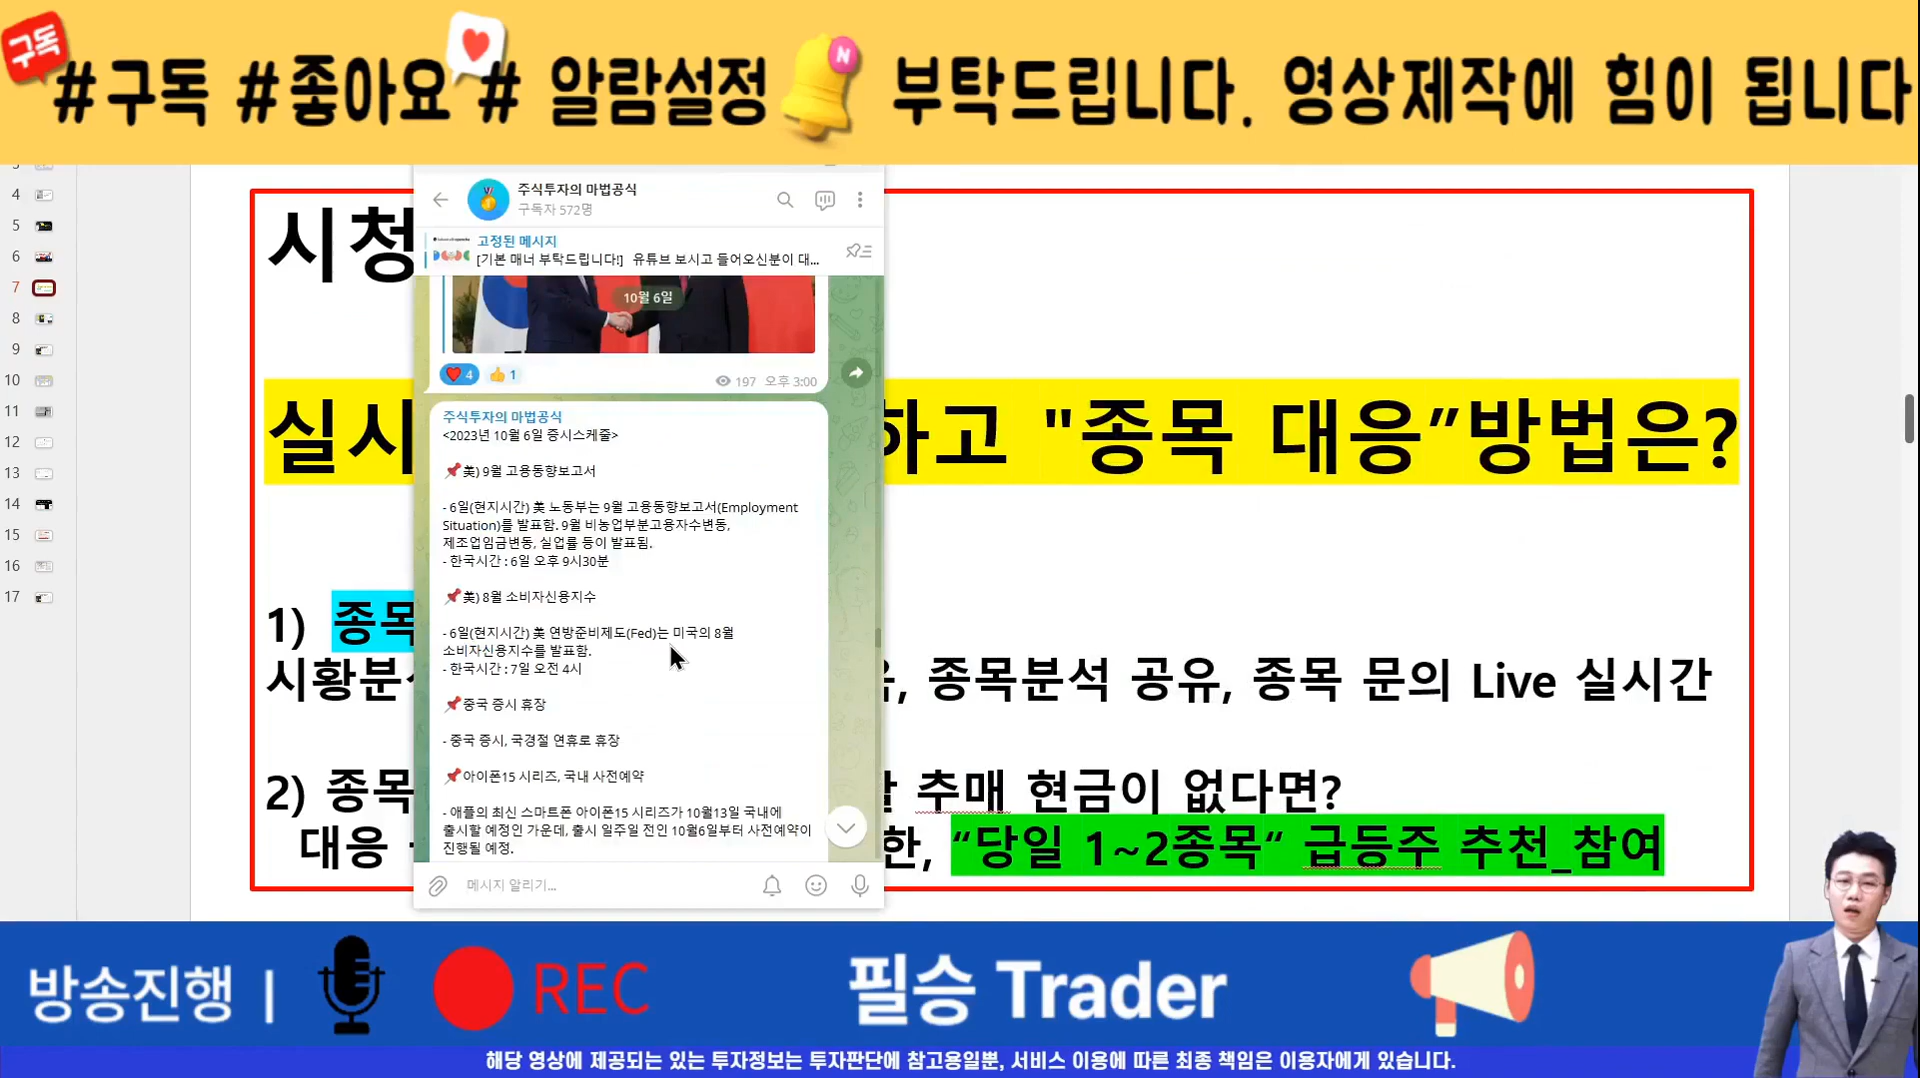 구독
#구독 #좋아요 # 알람설정 부탁드립니다. 영상제작에 힘이 됩니다
N
4
5
6
7
8
9
10
11
12
13
14
15
16
17
시청
실시 하고 "종목 대응”방법은?
1) 종목
시황분 , 종목분석 공유, 종목 문의 Live 실시간
2) 종목 추매 현금이 없다면?
대응 한, “당일 1~2종목“ 급등주 추천_참여
주식투자의 마법공식
구독자 572명
고정된 메시지
[기본 매너 부탁드립니다!] 유튜브 보시고 들어오신분이 대...
10월 6일
4 1
197 오후 3:00
주식투자의 마법공식
<2023년 10월 6일 증시스케줄>
美) 9월 고용동향보고서
- 6일(현지시간) 美 노동부는 9월 고용동향보고서(Employment
Situation)를 발표함. 9월 비농업부분고용자수변동,
제조업임금변동, 실업률 등이 발표됨.
- 한국시간 : 6일 오후 9시30분
美) 8월 소비자신용지수
- 6일(현지시간) 美 연방준비제도(Fed)는 미국의 8월
소비자신용지수를 발표함.
- 한국시간 : 7일 오전 4시
중국 증시 휴장
- 중국 증시, 국경절 연휴로 휴장
아이폰15 시리즈, 국내 사전예약
- 애플의 최신 스마트폰 아이폰15 시리즈가 10월13일 국내에
출시할 예정인 가운데, 출시 일주일 전인 10월6일부터 사전예약이
진행될 예정.
메시지 알리기...
방송진행 | REC 필승 Trader
해당 영상에 제공되는 있는 투자정보는 투자판단에 참고용일뿐, 서비스 이용에 따른 최종 책임은 이용자에게 있습니다.